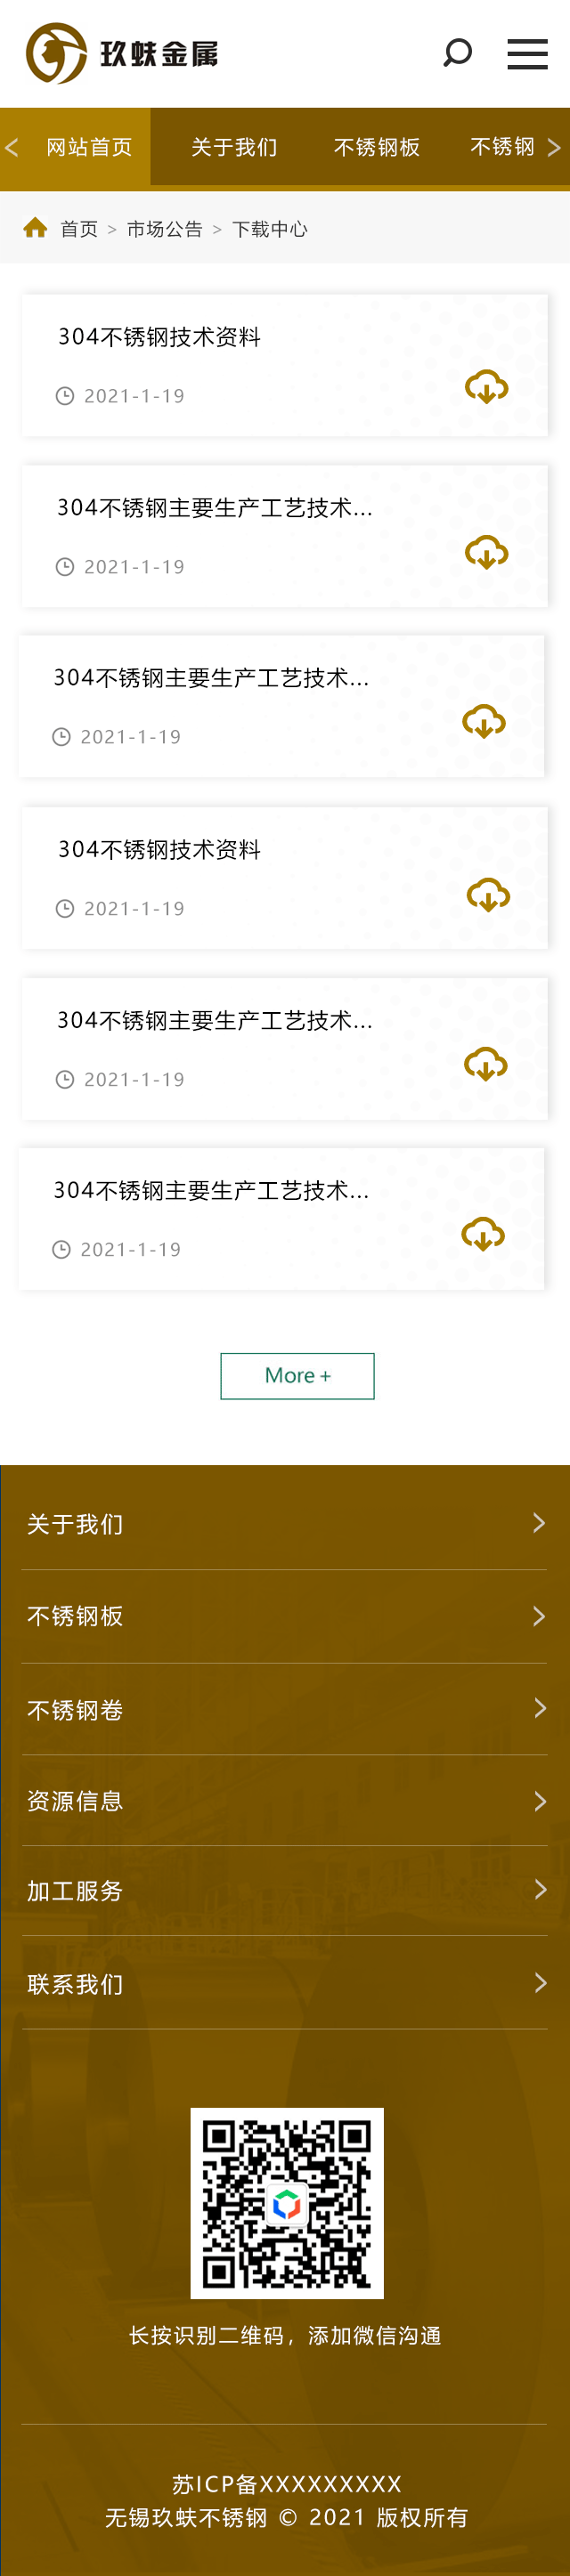 玖蚨金属
网站首页 关于我们 不锈钢板 不锈钢
首页 > 市场公告 > 下载中心
304不锈钢技术资料
2021-1-19
304不锈钢主要生产工艺技术...
2021-1-19
304不锈钢主要生产工艺技术...
2021-1-19
304不锈钢技术资料
2021-1-19
304不锈钢主要生产工艺技术...
2021-1-19
304不锈钢主要生产工艺技术...
2021-1-19
More +
关于我们
不锈钢板
不锈钢卷
资源信息
加工服务
联系我们
长按识别二维码，添加微信沟通
苏ICP备XXXXXXXXX
无锡玖蚨不锈钢 © 2021 版权所有